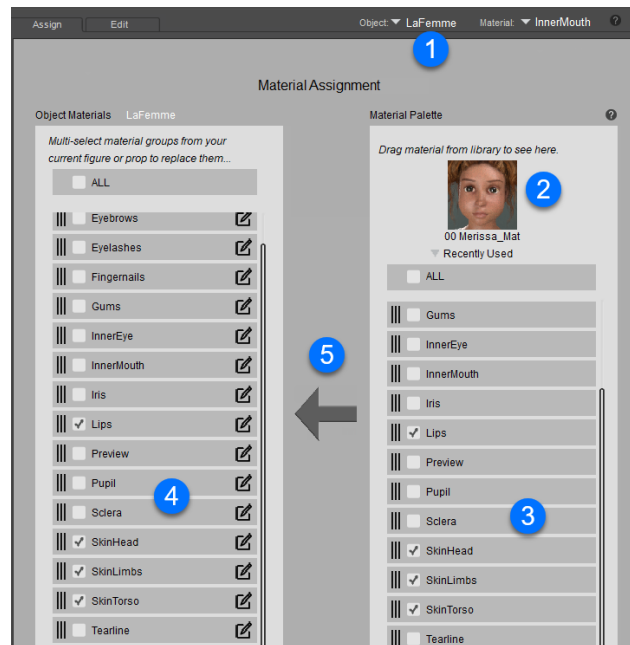 Assign Edit Object: LaFemme Material: InnerMouth ?
1
Material Assignment
Object Materials LaFemme
Multi-select material groups from your
current figure or prop to replace them...
ALL
Eyebrows
Eyelashes
Fingernails
Gums
InnerEye
InnerMouth
Iris
Lips
Preview
Pupil
4
Sclera
SkinHead
SkinLimbs
SkinTorso
Tearline
5
Material Palette ?
Drag material from library to see here.
2
00 Merissa_Mat
Recently Used
ALL
Gums
InnerEye
InnerMouth
Iris
Lips
Preview
Pupil
Sclera
3
SkinHead
SkinLimbs
SkinTorso
Tearline